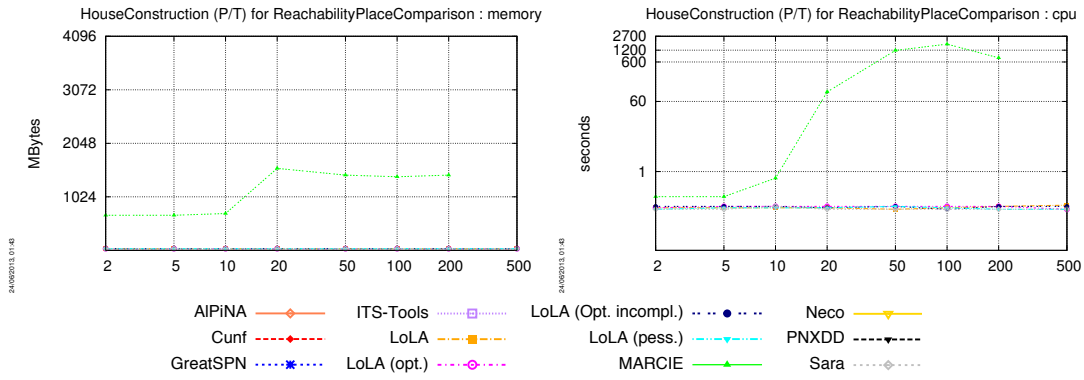 HouseConstruction (P/T) for ReachabilityPlaceComparison : memory
4096
3072
2048
1024
MBytes
2 5 10 20 50 100 200 500
24/06/2013, 01:43
HouseConstruction (P/T) for ReachabilityPlaceComparison : cpu
2700
1200
600
60
1
seconds
2 5 10 20 50 100 200 500
24/06/2013, 01:43
AlPiNA
Cunf
GreatSPN
ITS-Tools
LoLA
LoLA (opt.)
LoLA (Opt. incompl.)
LoLA (pess.)
MARCIE
Neco
PNXDD
Sara